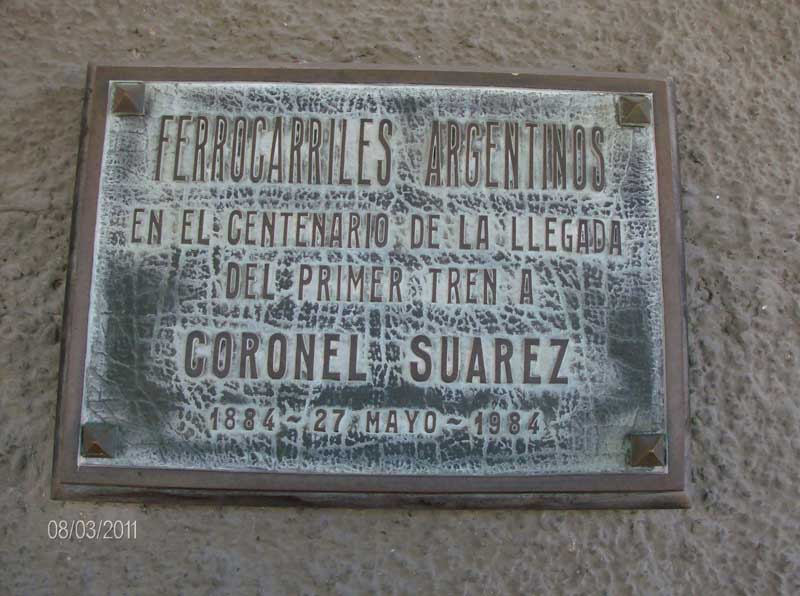 FERROCARRILES ARGENTINOS
EN EL CENTENARIO DE LA LLEGADA
DEL PRIMER TREN A
CORONEL SUAREZ
1884 ~ 27 MAYO ~ 1984
08/03/2011